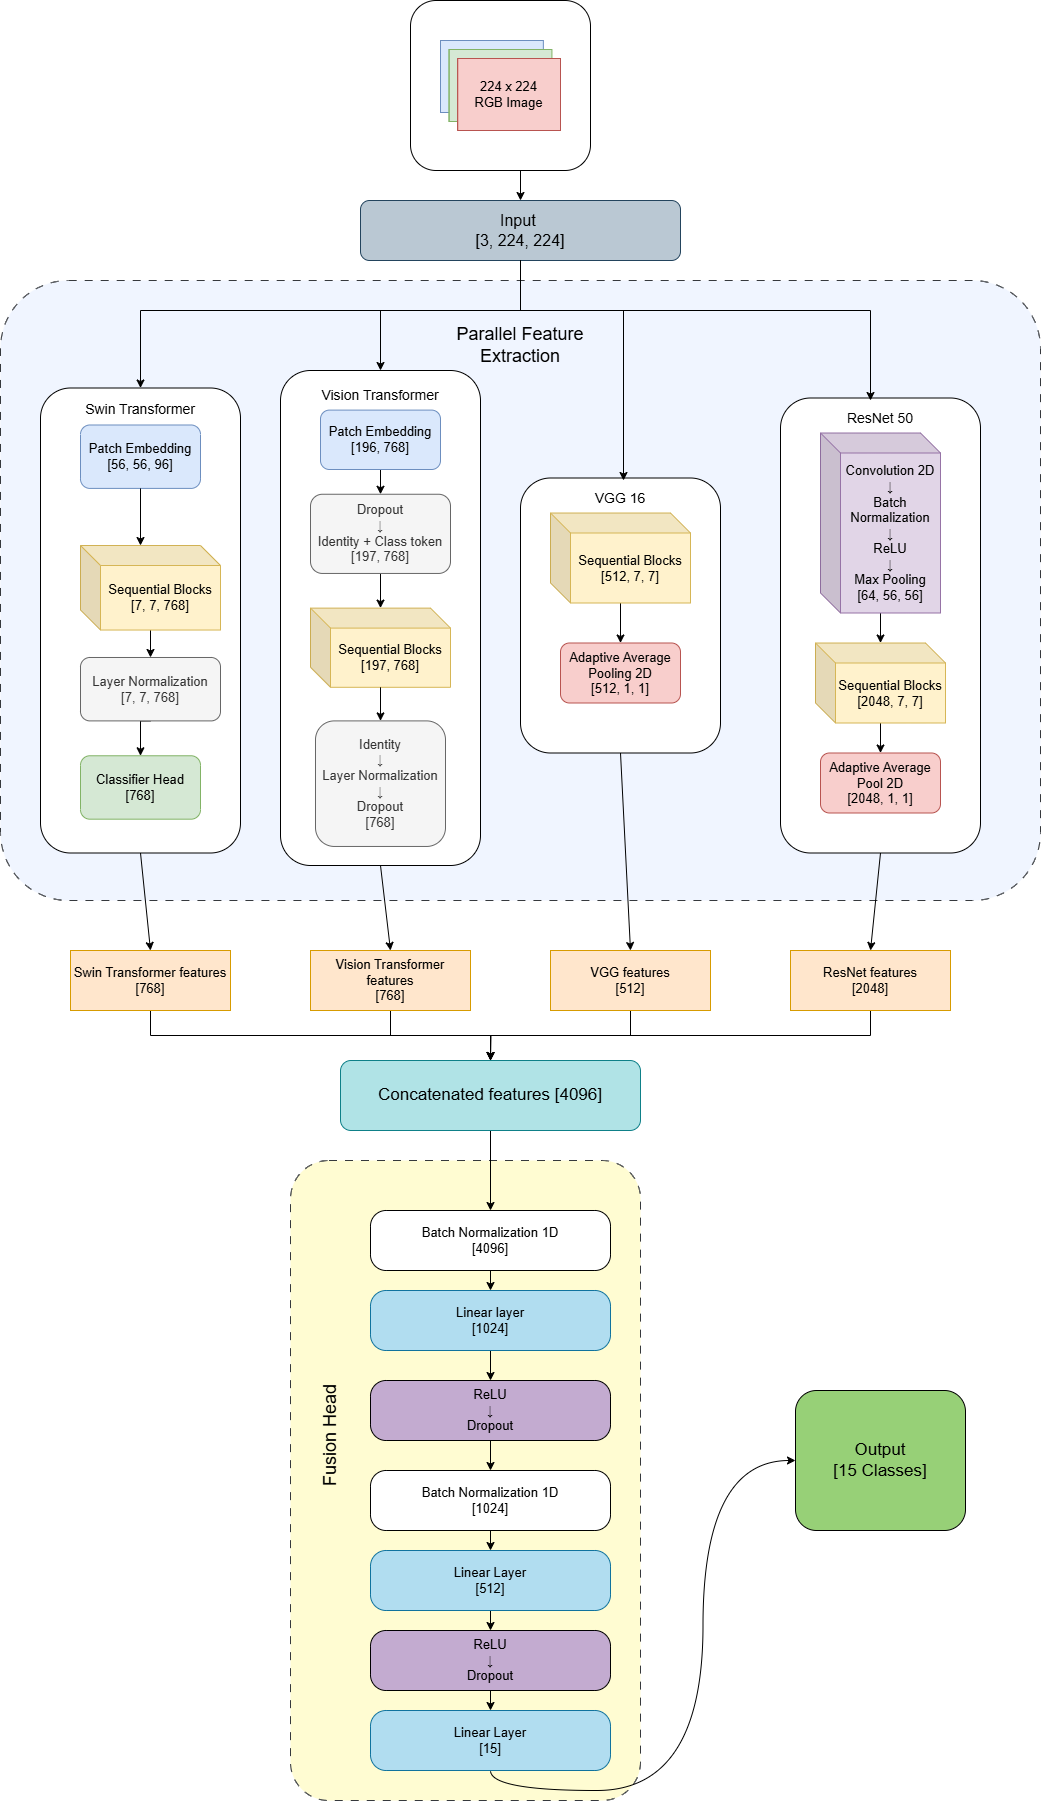 224 x 224
RGB Image
Input
[3, 224, 224]
Parallel Feature
Extraction
Swin Transformer
Patch Embedding
[56, 56, 96]
Sequential Blocks
[7, 7, 768]
Layer Normalization
[7, 7, 768]
Classifier Head
[768]
Vision Transformer
Patch Embedding
[196, 768]
Dropout
↓
Identity + Class token
[197, 768]
Sequential Blocks
[197, 768]
Identity
↓
Layer Normalization
↓
Dropout
[768]
VGG 16
Sequential Blocks
[512, 7, 7]
Adaptive Average
Pooling 2D
[512, 1, 1]
ResNet 50
Convolution 2D
↓
Batch
Normalization
↓
ReLU
↓
Max Pooling
[64, 56, 56]
Sequential Blocks
[2048, 7, 7]
Adaptive Average
Pool 2D
[2048, 1, 1]
Swin Transformer features
[768]
Vision Transformer
features
[768]
VGG features
[512]
ResNet features
[2048]
Concatenated features [4096]
Fusion Head
Batch Normalization 1D
[4096]
Linear layer
[1024]
ReLU
↓
Dropout
Batch Normalization 1D
[1024]
Linear Layer
[512]
ReLU
↓
Dropout
Linear Layer
[15]
Output
[15 Classes]